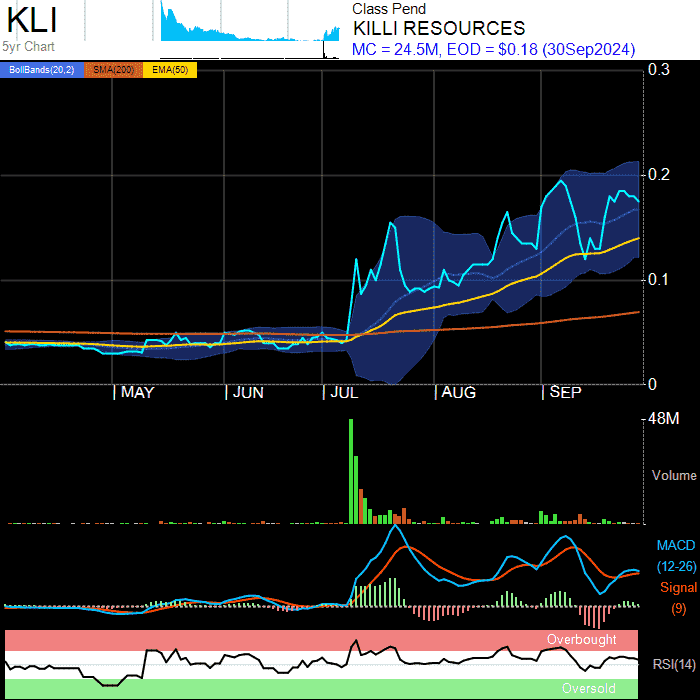 KLI
5yr Chart
Class Pend
KILLI RESOURCES
MC = 24.5M, EOD = $0.18 (30Sep2024)
BollBands(20,2) SMA(200) EMA(50)
0.3
0.2
0.1
0
MAY JUN JUL AUG SEP
48M
Volume
MACD
(12-26)
Signal
(9)
Overbought
RSI(14)
Oversold